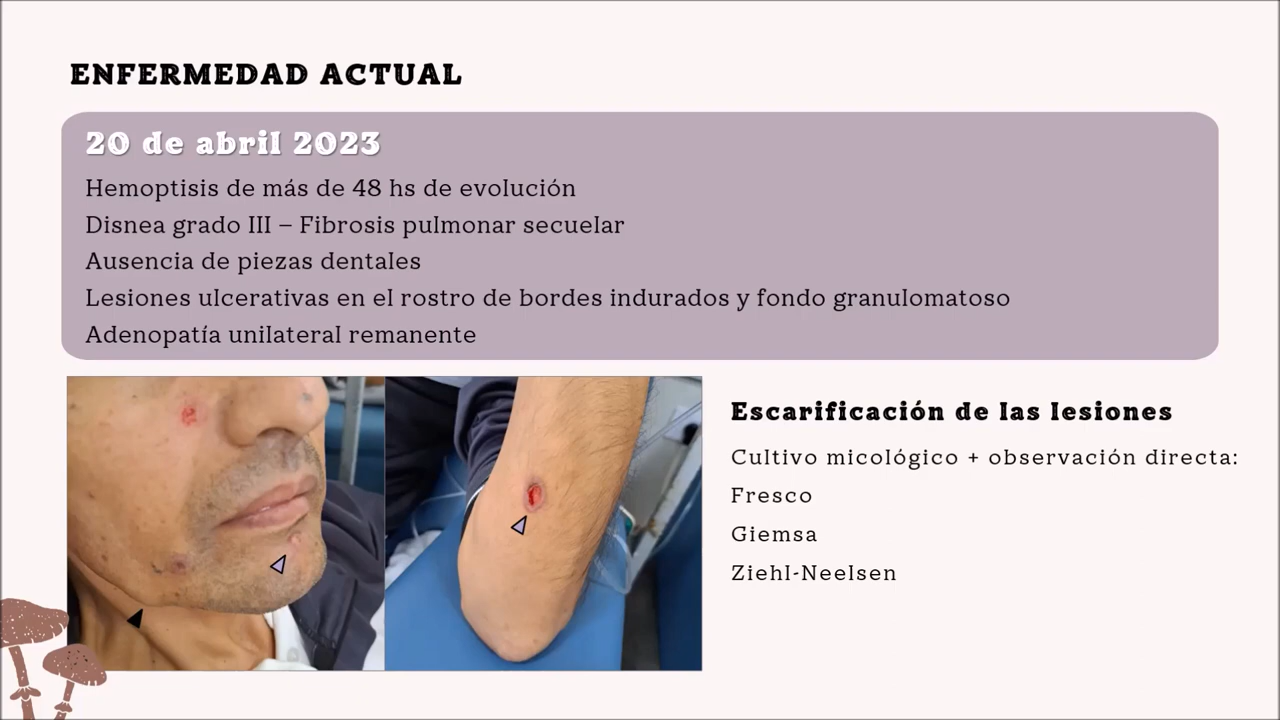 ENFERMEDAD ACTUAL
20 de abril 2023
Hemoptisis de más de 48 hs de evolución
Disnea grado III – Fibrosis pulmonar secuelar
Ausencia de piezas dentales
Lesiones ulcerativas en el rostro de bordes indurados y fondo granulomatoso
Adenopatía unilateral remanente
Escarificación de las lesiones
Cultivo micológico + observación directa:
Fresco
Giemsa
Ziehl-Neelsen